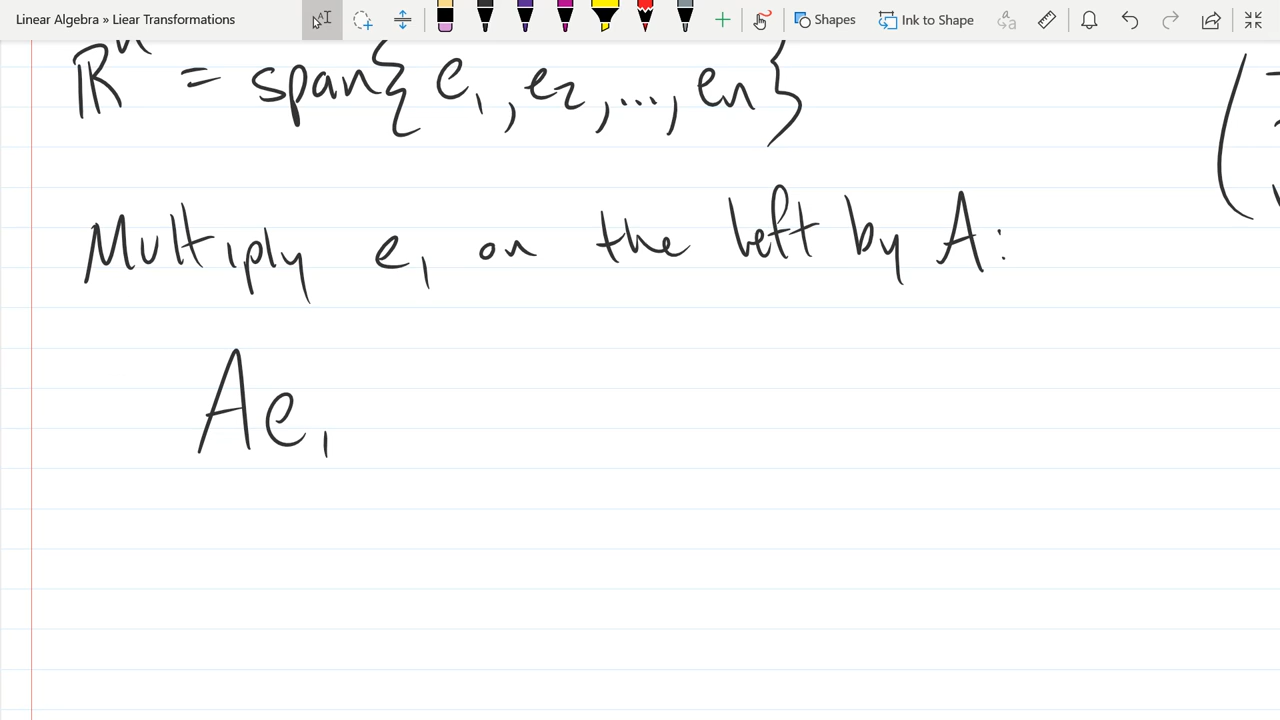 Linear Algebra » Liear Transformations
Shapes
Ink to Shape
ℝⁿ = span{ e₁, e₂, ..., eₙ}
Multiply e₁ on the left by A:
Ae₁